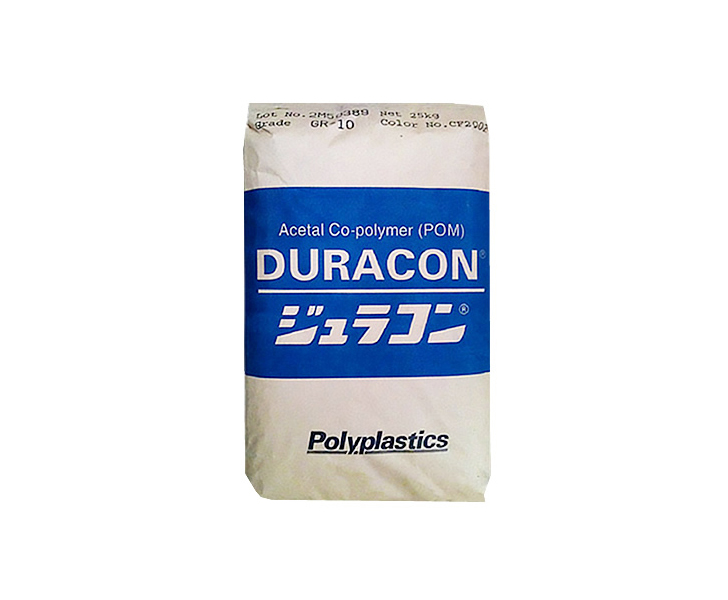 Lot No. Net 25kg
Grade GR-10 Color No.
Acetal Co-polymer (POM)
DURACON®
ジュラコン®
Polyplastics